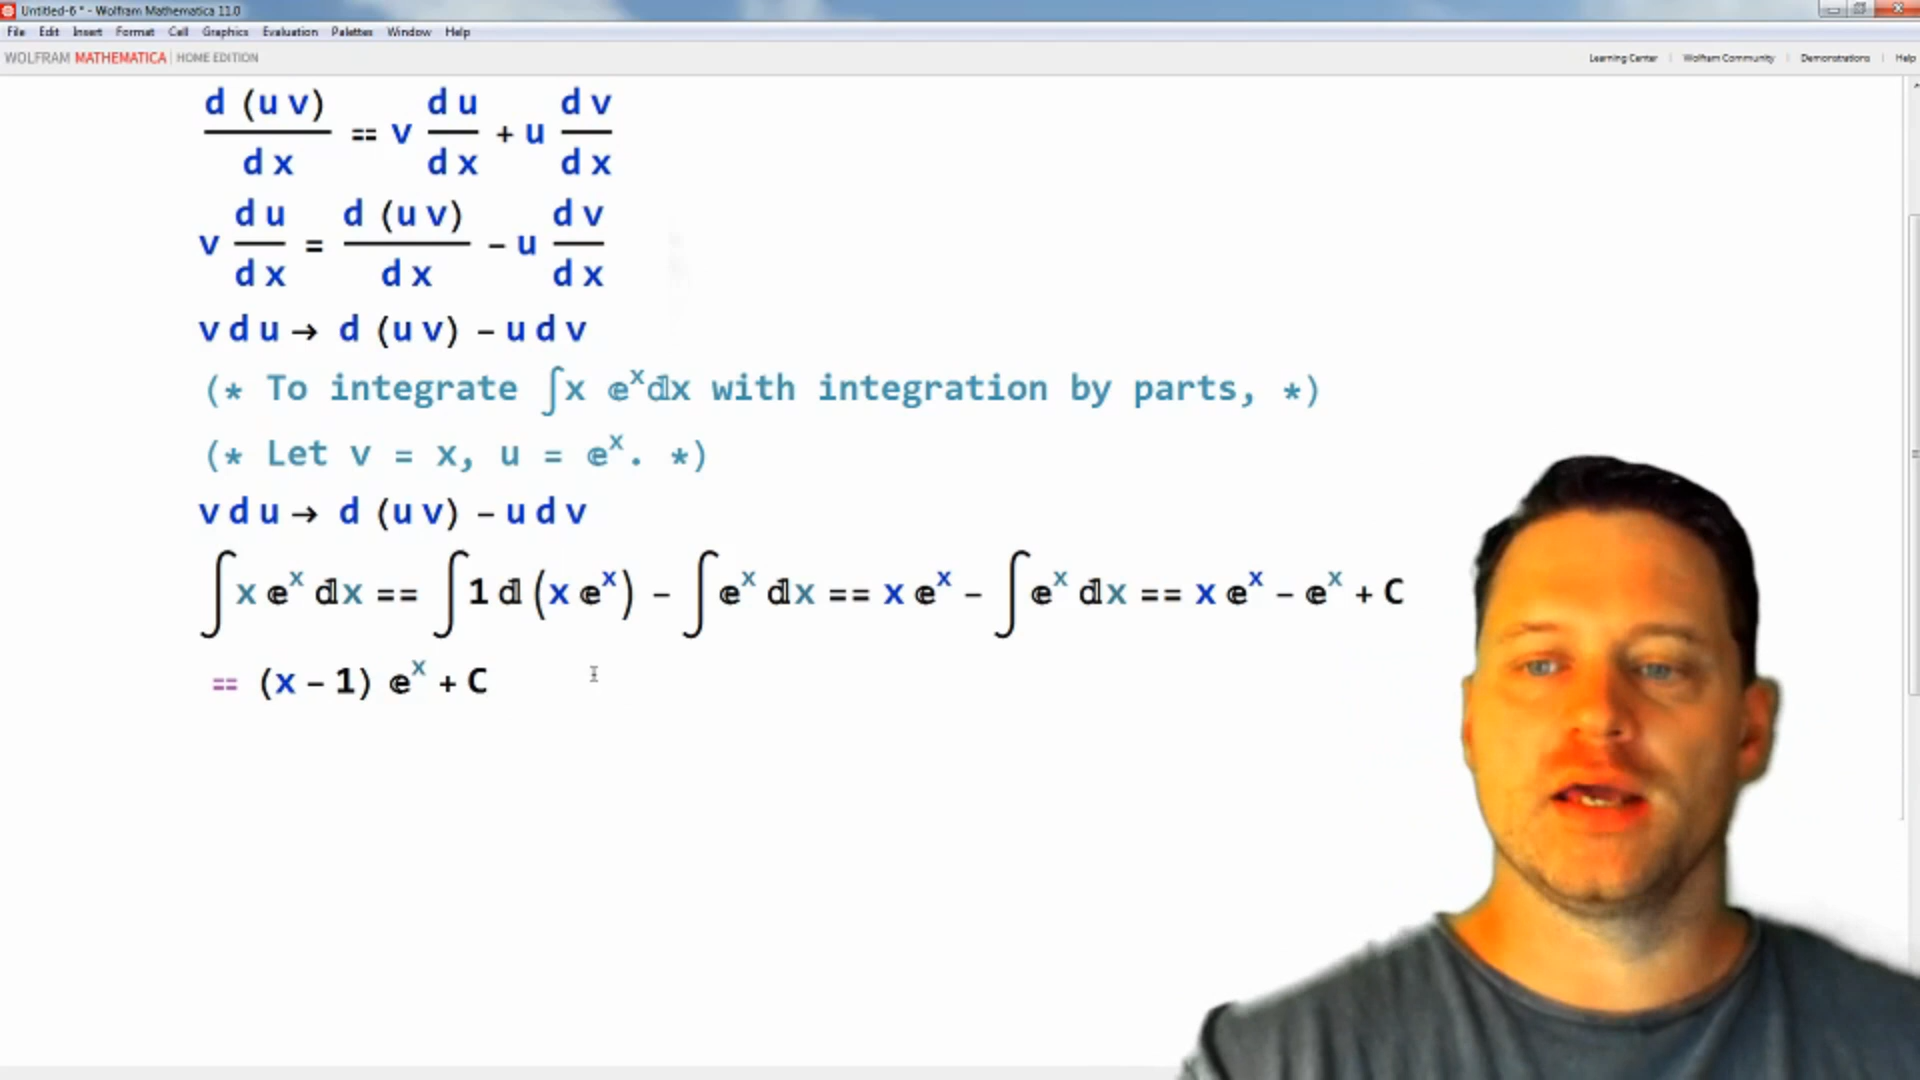 Untitled-6 * - Wolfram Mathematica 11.0
File Edit Insert Format Cell Graphics Evaluation Palettes Window Help
WOLFRAM MATHEMATICA | HOME EDITION Learning Center | Wolfram Community | Demonstrations | Help
d (u v)/d x == v d u/d x + u d v/d x
v d u/d x = d (u v)/d x - u d v/d x
v d u → d (u v) - u d v
(* To integrate ∫x ⅇ^x ⅆx with integration by parts, *)
(* Let v = x, u = ⅇ^x. *)
v d u → d (u v) - u d v
∫x ⅇ^x ⅆx == ∫1 ⅆ(x ⅇ^x) - ∫ⅇ^x ⅆx == x ⅇ^x - ∫ⅇ^x ⅆx == x ⅇ^x - ⅇ^x + C
== (x - 1) ⅇ^x + C